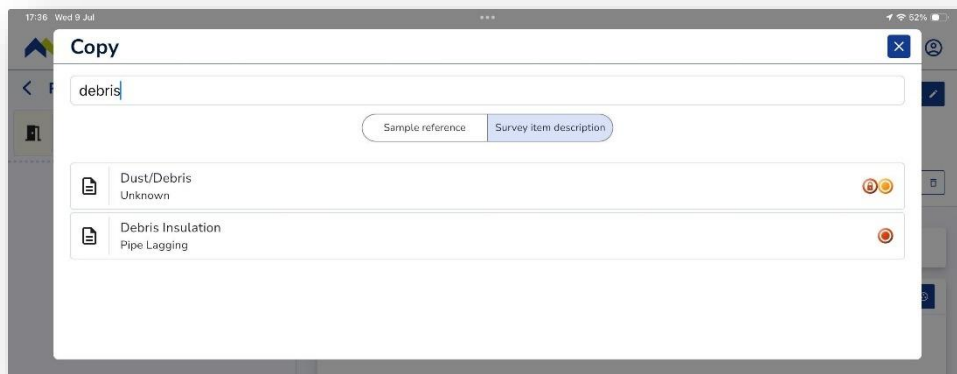 17:36 Wed 9 Jul
52%
Copy
debris
Sample reference
Survey item description
Dust/Debris
Unknown
Debris Insulation
Pipe Lagging